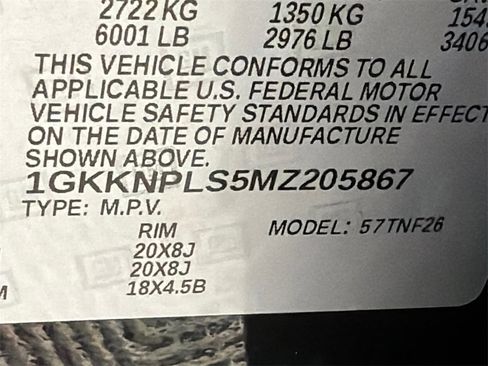 2722 KG 1350 KG
6001 LB 2976 LB 3406
THIS VEHICLE CONFORMS TO ALL
APPLICABLE U.S. FEDERAL MOTOR
VEHICLE SAFETY STANDARDS IN EFFECT
ON THE DATE OF MANUFACTURE
SHOWN ABOVE.
1GKKNPLS5MZ205867
TYPE: M.P.V.
RIM MODEL: 57TNF26
20X8J
20X8J
18X4.5B